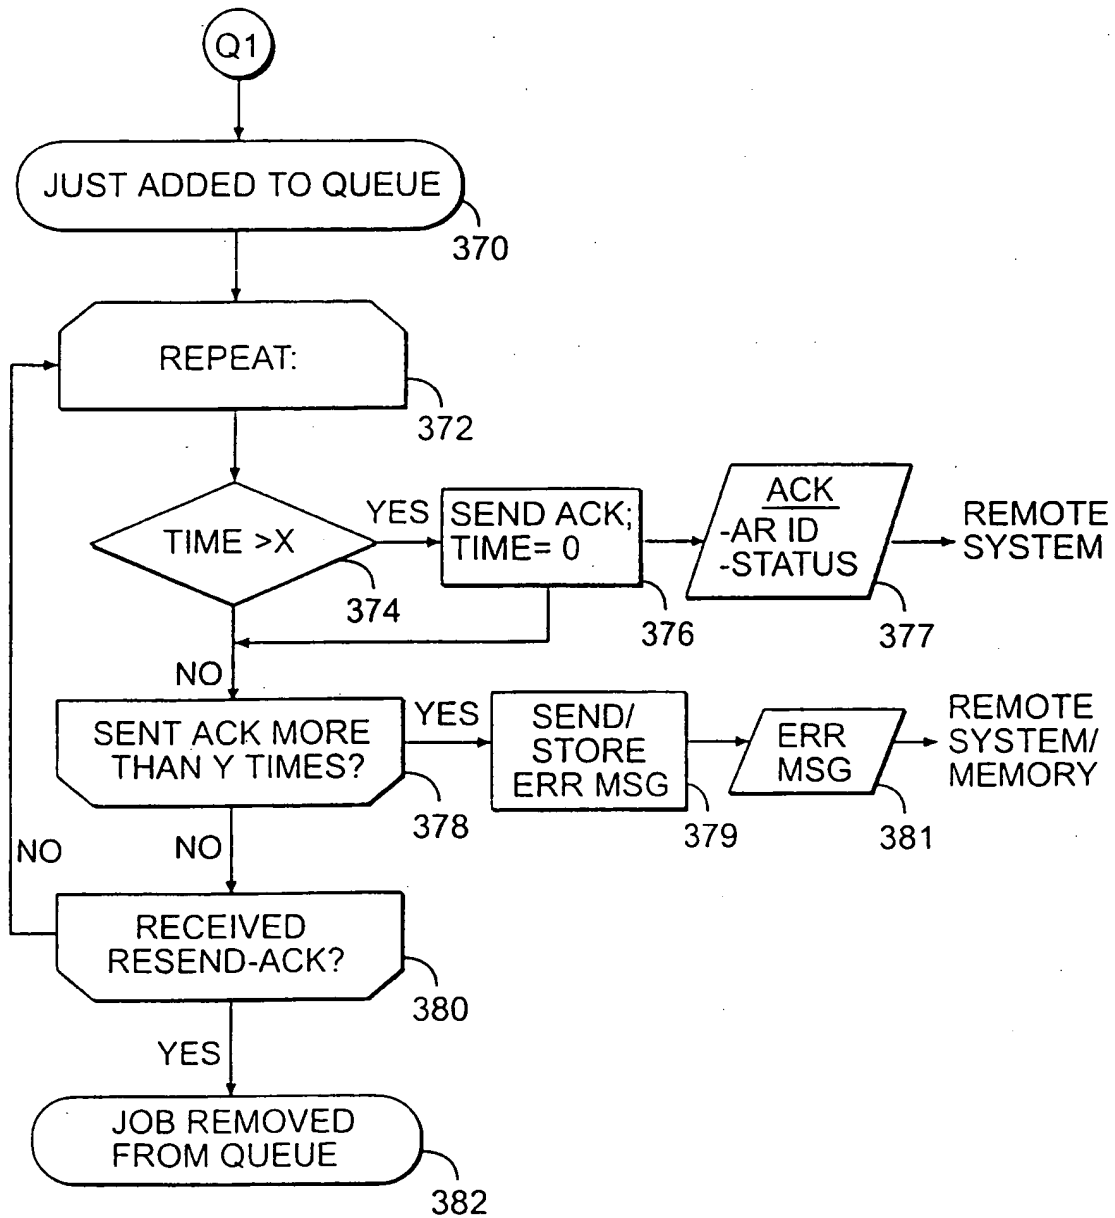 Q1
JUST ADDED TO QUEUE
370
REPEAT:
372
TIME >X
374
YES
SEND ACK;
TIME= 0
376
ACK
-AR ID
-STATUS
377
REMOTE
SYSTEM
NO
SENT ACK MORE
THAN Y TIMES?
378
YES
SEND/
STORE
ERR MSG
379
ERR
MSG
381
REMOTE
SYSTEM/
MEMORY
NO
NO
RECEIVED
RESEND-ACK?
380
YES
JOB REMOVED
FROM QUEUE
382